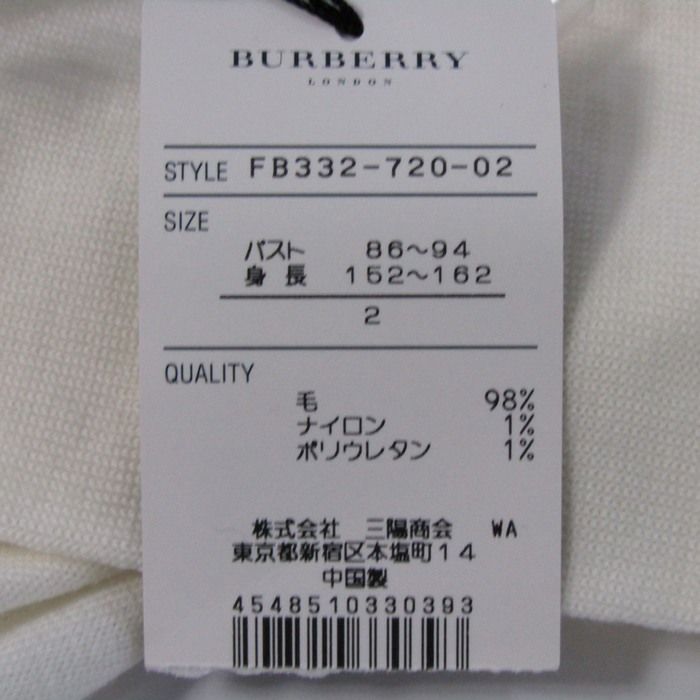 BURBERRY
LONDON
STYLE FB332-720-02
SIZE
バスト 86～94
身長 152～162
2
QUALITY
毛 98%
ナイロン 1%
ポリウレタン 1%
株式会社 三陽商会 WA
東京都新宿区本塩町14
中国製
4548510330393